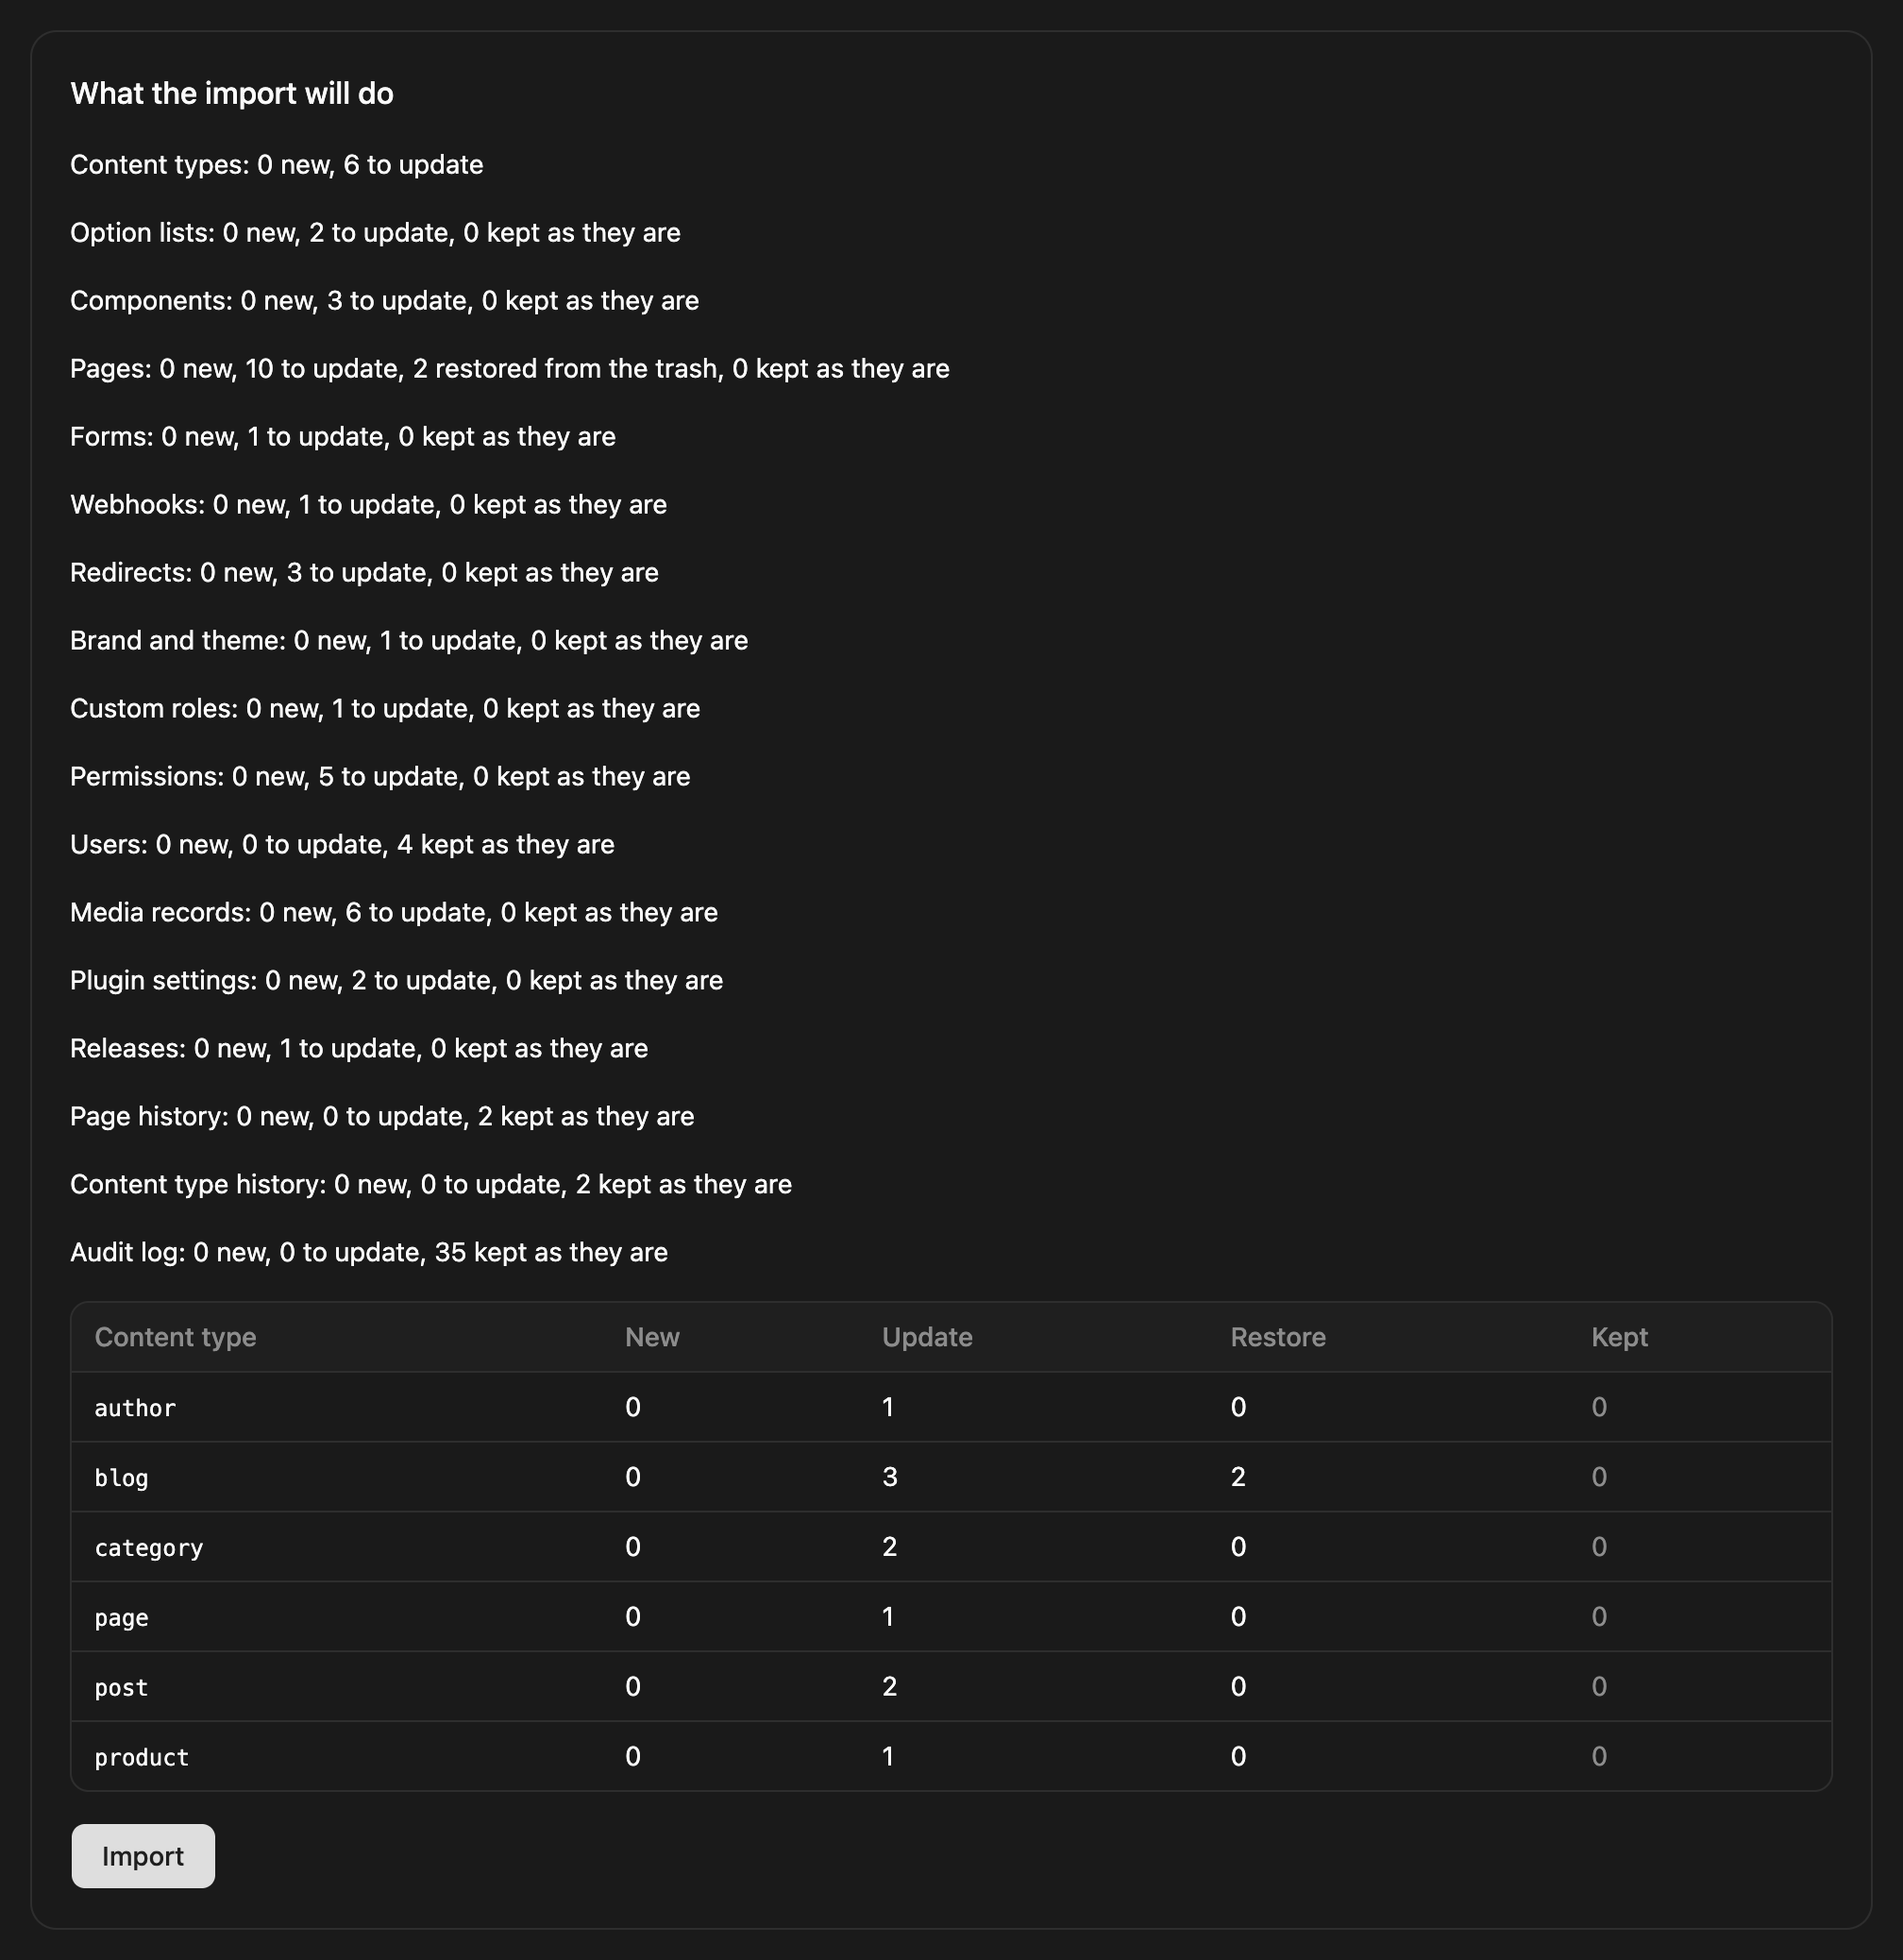 What the import will do
Content types: 0 new, 6 to update
Option lists: 0 new, 2 to update, 0 kept as they are
Components: 0 new, 3 to update, 0 kept as they are
Pages: 0 new, 10 to update, 2 restored from the trash, 0 kept as they are
Forms: 0 new, 1 to update, 0 kept as they are
Webhooks: 0 new, 1 to update, 0 kept as they are
Redirects: 0 new, 3 to update, 0 kept as they are
Brand and theme: 0 new, 1 to update, 0 kept as they are
Custom roles: 0 new, 1 to update, 0 kept as they are
Permissions: 0 new, 5 to update, 0 kept as they are
Users: 0 new, 0 to update, 4 kept as they are
Media records: 0 new, 6 to update, 0 kept as they are
Plugin settings: 0 new, 2 to update, 0 kept as they are
Releases: 0 new, 1 to update, 0 kept as they are
Page history: 0 new, 0 to update, 2 kept as they are
Content type history: 0 new, 0 to update, 2 kept as they are
Audit log: 0 new, 0 to update, 35 kept as they are
Content type New Update Restore Kept
author 0 1 0 0
blog 0 3 2 0
category 0 2 0 0
page 0 1 0 0
post 0 2 0 0
product 0 1 0 0
Import